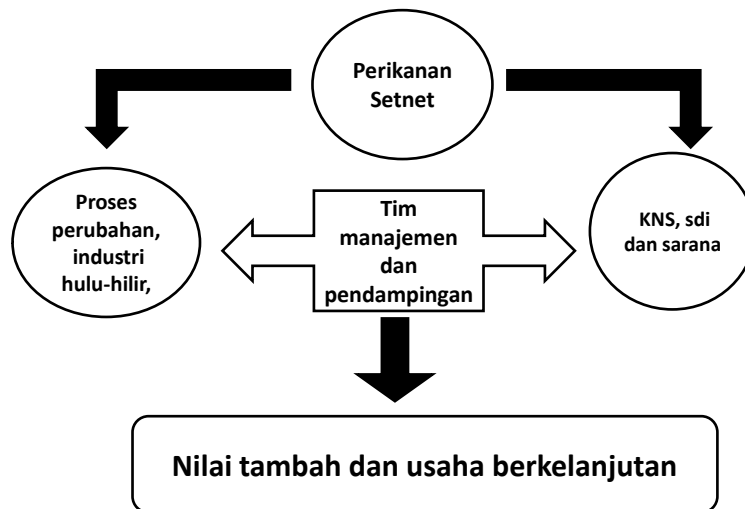 Perikanan
Setnet
Proses
perubahan,
industri
hulu-hilir,
Tim
manajemen
dan
pendampingan
KNS, sdi
dan sarana
Nilai tambah dan usaha berkelanjutan